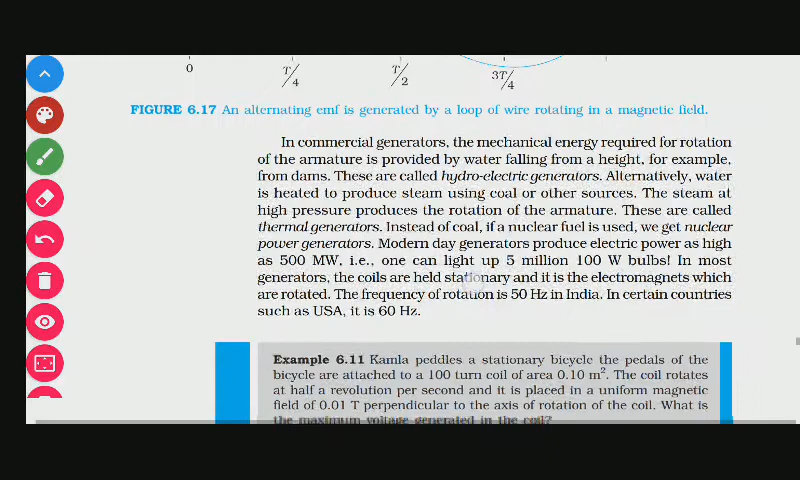 0 T/4 T/2 3T/4
FIGURE 6.17 An alternating emf is generated by a loop of wire rotating in a magnetic field.
In commercial generators, the mechanical energy required for rotation
of the armature is provided by water falling from a height, for example,
from dams. These are called hydro-electric generators. Alternatively, water
is heated to produce steam using coal or other sources. The steam at
high pressure produces the rotation of the armature. These are called
thermal generators. Instead of coal, if a nuclear fuel is used, we get nuclear
power generators. Modern day generators produce electric power as high
as 500 MW, i.e., one can light up 5 million 100 W bulbs! In most
generators, the coils are held stationary and it is the electromagnets which
are rotated. The frequency of rotation is 50 Hz in India. In certain countries
such as USA, it is 60 Hz.
Example 6.11 Kamla peddles a stationary bicycle the pedals of the
bicycle are attached to a 100 turn coil of area 0.10 m². The coil rotates
at half a revolution per second and it is placed in a uniform magnetic
field of 0.01 T perpendicular to the axis of rotation of the coil. What is
the maximum voltage generated in the coil?